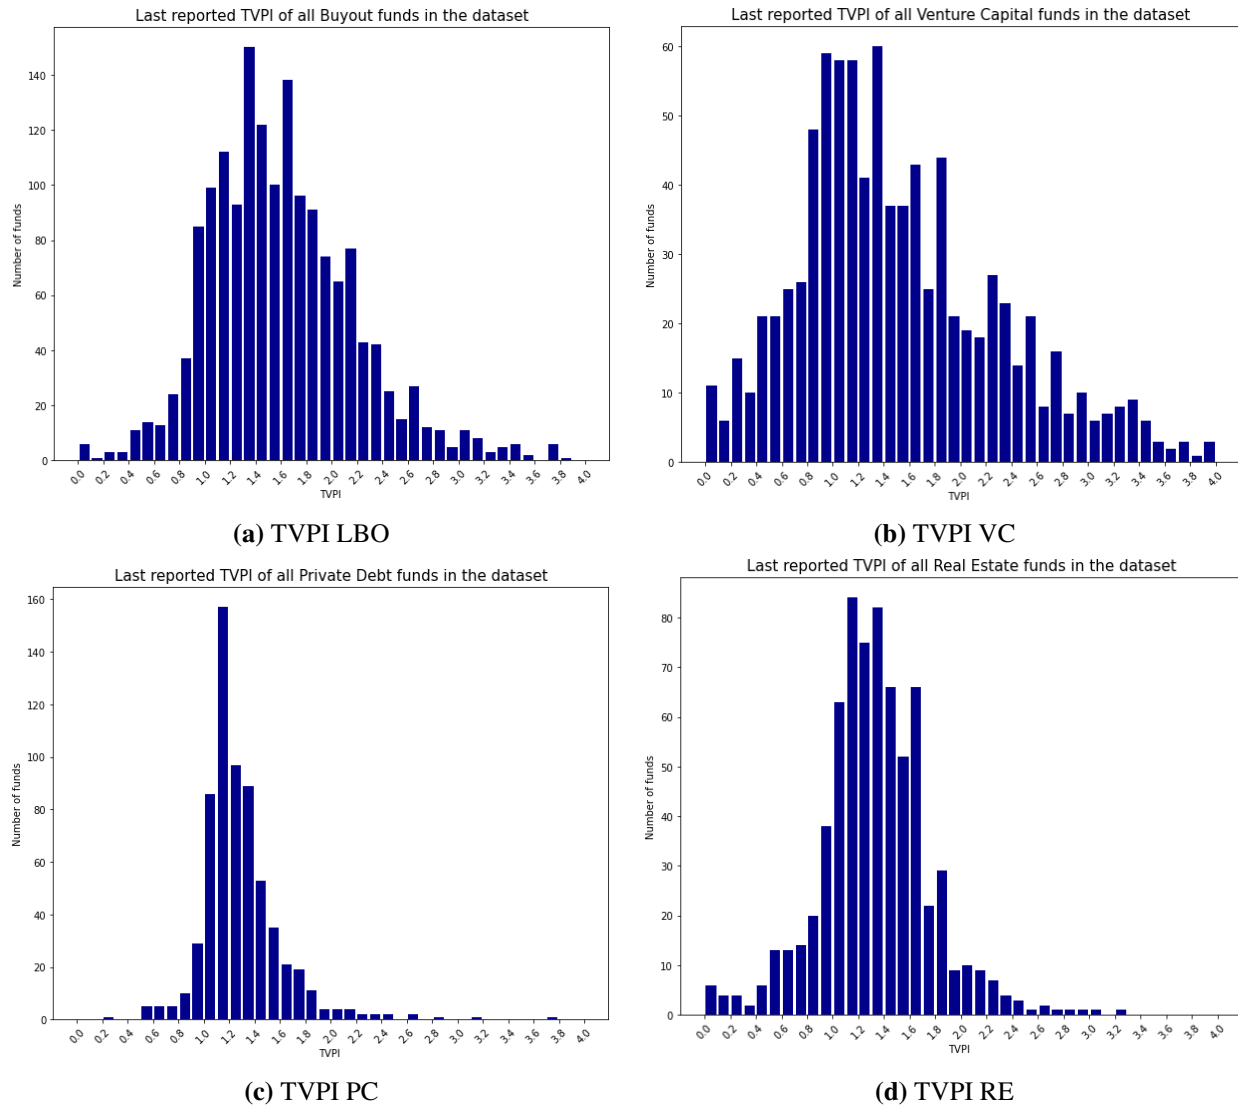 Last reported TVPI of all Buyout funds in the dataset
140
120
100
80
60
40
20
0
Number of funds
0.0 0.2 0.4 0.6 0.8 1.0 1.2 1.4 1.6 1.8 2.0 2.2 2.4 2.6 2.8 3.0 3.2 3.4 3.6 3.8 4.0
TVPI
(a) TVPI LBO
Last reported TVPI of all Venture Capital funds in the dataset
60
50
40
30
20
10
0
Number of funds
0.0 0.2 0.4 0.6 0.8 1.0 1.2 1.4 1.6 1.8 2.0 2.2 2.4 2.6 2.8 3.0 3.2 3.4 3.6 3.8 4.0
TVPI
(b) TVPI VC
Last reported TVPI of all Private Debt funds in the dataset
160
140
120
100
80
60
40
20
0
Number of funds
0.0 0.2 0.4 0.6 0.8 1.0 1.2 1.4 1.6 1.8 2.0 2.2 2.4 2.6 2.8 3.0 3.2 3.4 3.6 3.8 4.0
TVPI
(c) TVPI PC
Last reported TVPI of all Real Estate funds in the dataset
80
70
60
50
40
30
20
10
0
Number of funds
0.0 0.2 0.4 0.6 0.8 1.0 1.2 1.4 1.6 1.8 2.0 2.2 2.4 2.6 2.8 3.0 3.2 3.4 3.6 3.8 4.0
TVPI
(d) TVPI RE